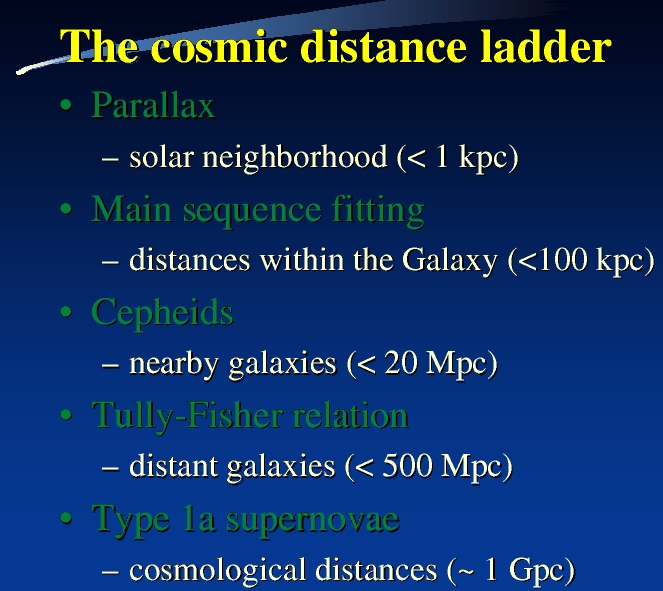 The cosmic distance ladder
• Parallax
– solar neighborhood (< 1 kpc)
• Main sequence fitting
– distances within the Galaxy (<100 kpc)
• Cepheids
– nearby galaxies (< 20 Mpc)
• Tully-Fisher relation
– distant galaxies (< 500 Mpc)
• Type 1a supernovae
– cosmological distances (~ 1 Gpc)